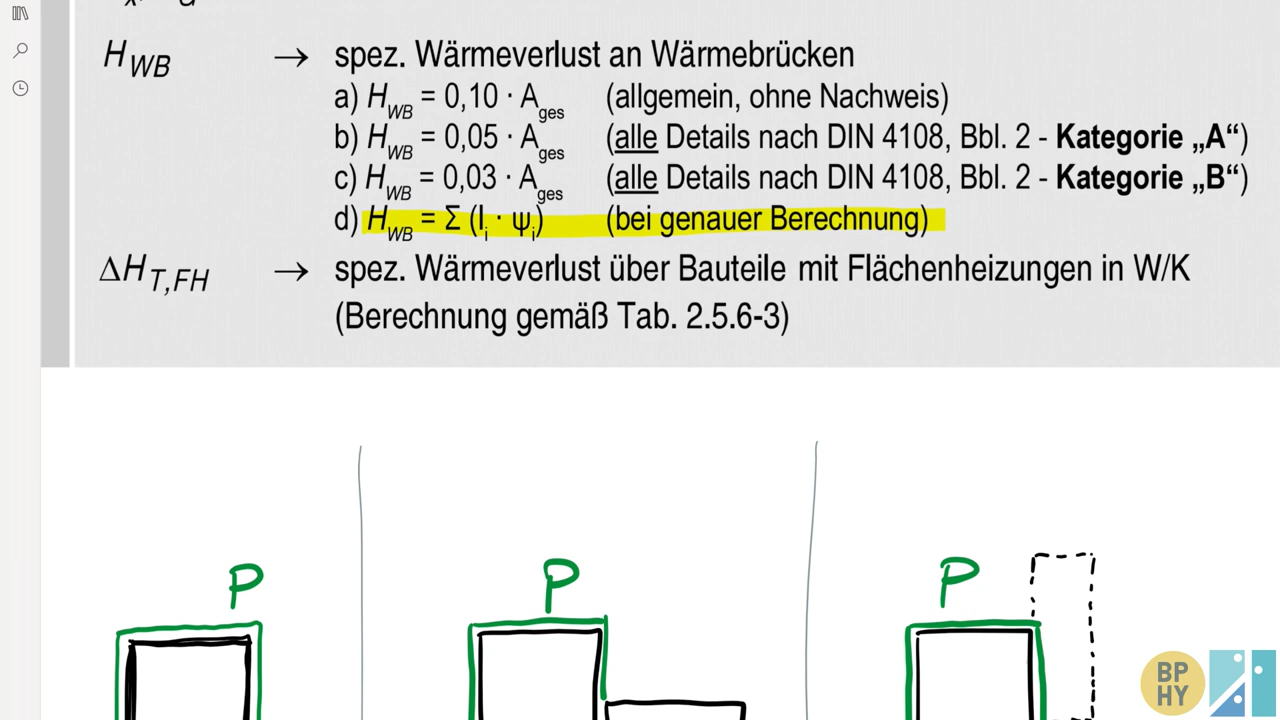 H_WB → spez. Wärmeverlust an Wärmebrücken
a) H_WB = 0,10 · A_ges (allgemein, ohne Nachweis)
b) H_WB = 0,05 · A_ges (alle Details nach DIN 4108, Bbl. 2 - Kategorie „A“)
c) H_WB = 0,03 · A_ges (alle Details nach DIN 4108, Bbl. 2 - Kategorie „B“)
d) H_WB = Σ (l_i · ψ_i) (bei genauer Berechnung)
ΔH_T,FH → spez. Wärmeverlust über Bauteile mit Flächenheizungen in W/K
(Berechnung gemäß Tab. 2.5.6-3)
P P P
BP
HY